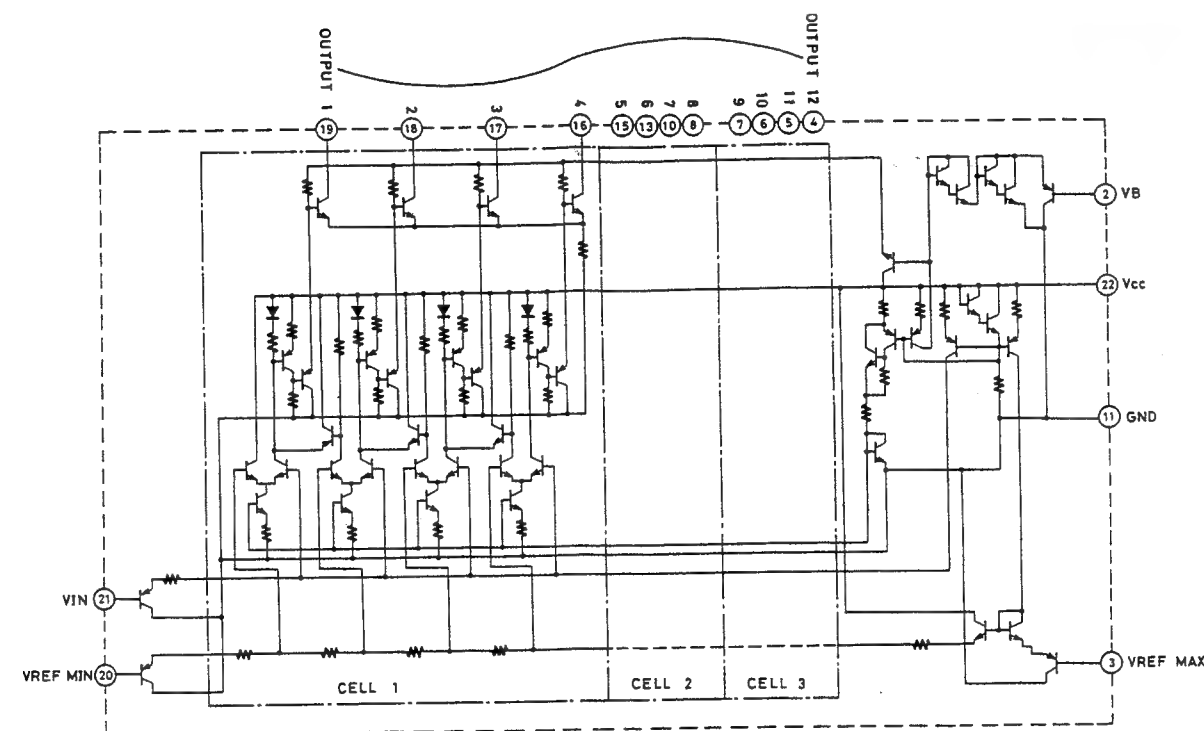 OUTPUT 1 2 3 4 5 6 7 8 9 10 11 OUTPUT 12
19 18 17 16 15 13 10 8 7 6 5 4
2 VB
22 Vcc
11 GND
VIN 21
VREF MIN 20
3 VREF MAX
CELL 1 CELL 2 CELL 3